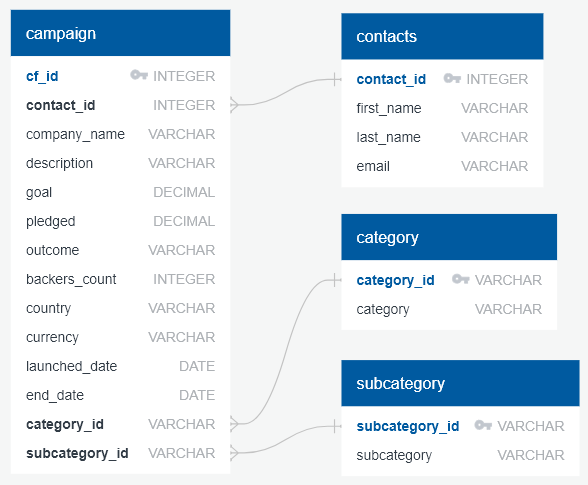 campaign
cf_id INTEGER
contact_id INTEGER
company_name VARCHAR
description VARCHAR
goal DECIMAL
pledged DECIMAL
outcome VARCHAR
backers_count INTEGER
country VARCHAR
currency VARCHAR
launched_date DATE
end_date DATE
category_id VARCHAR
subcategory_id VARCHAR
contacts
contact_id INTEGER
first_name VARCHAR
last_name VARCHAR
email VARCHAR
category
category_id VARCHAR
category VARCHAR
subcategory
subcategory_id VARCHAR
subcategory VARCHAR